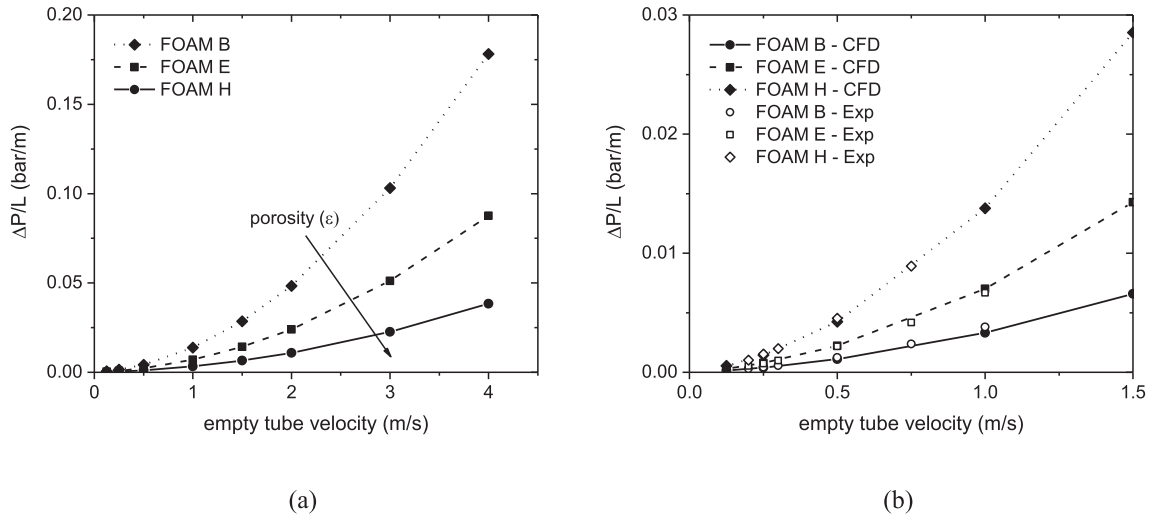 0.20
0.15
0.10
0.05
0.00
ΔP/L (bar/m)
FOAM B
FOAM E
FOAM H
porosity (ε)
0 1 2 3 4
empty tube velocity (m/s)
(a)
0.03
0.02
0.01
0.00
ΔP/L (bar/m)
FOAM B - CFD
FOAM E - CFD
FOAM H - CFD
FOAM B - Exp
FOAM E - Exp
FOAM H - Exp
0.0 0.5 1.0 1.5
empty tube velocity (m/s)
(b)